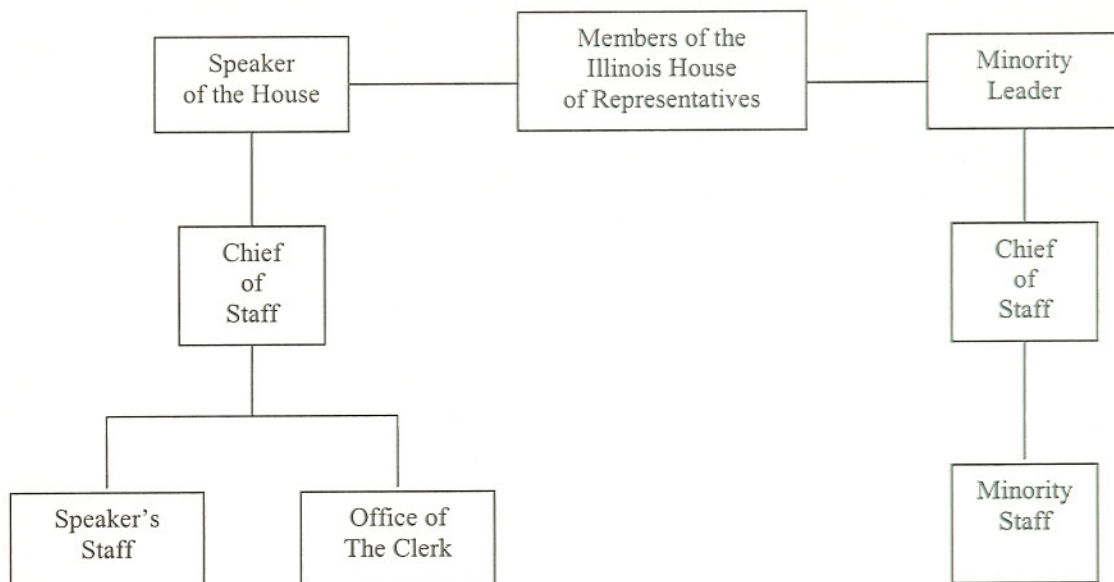 Speaker
of the House
Members of the
Illinois House
of Representatives
Minority
Leader
Chief
of
Staff
Chief
of
Staff
Speaker's
Staff
Office of
The Clerk
Minority
Staff